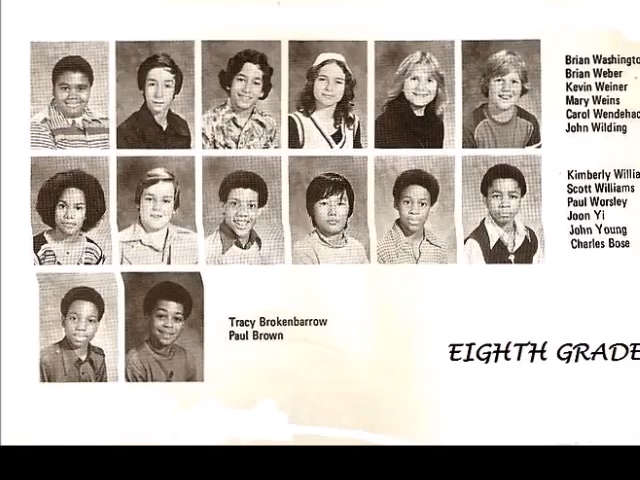 Brian Washingto
Brian Weber
Kevin Weiner
Mary Weins
Carol Wendehac
John Wilding
Kimberly Willia
Scott Williams
Paul Worsley
Joon Yi
John Young
Charles Bose
Tracy Brokenbarrow
Paul Brown
EIGHTH GRADE